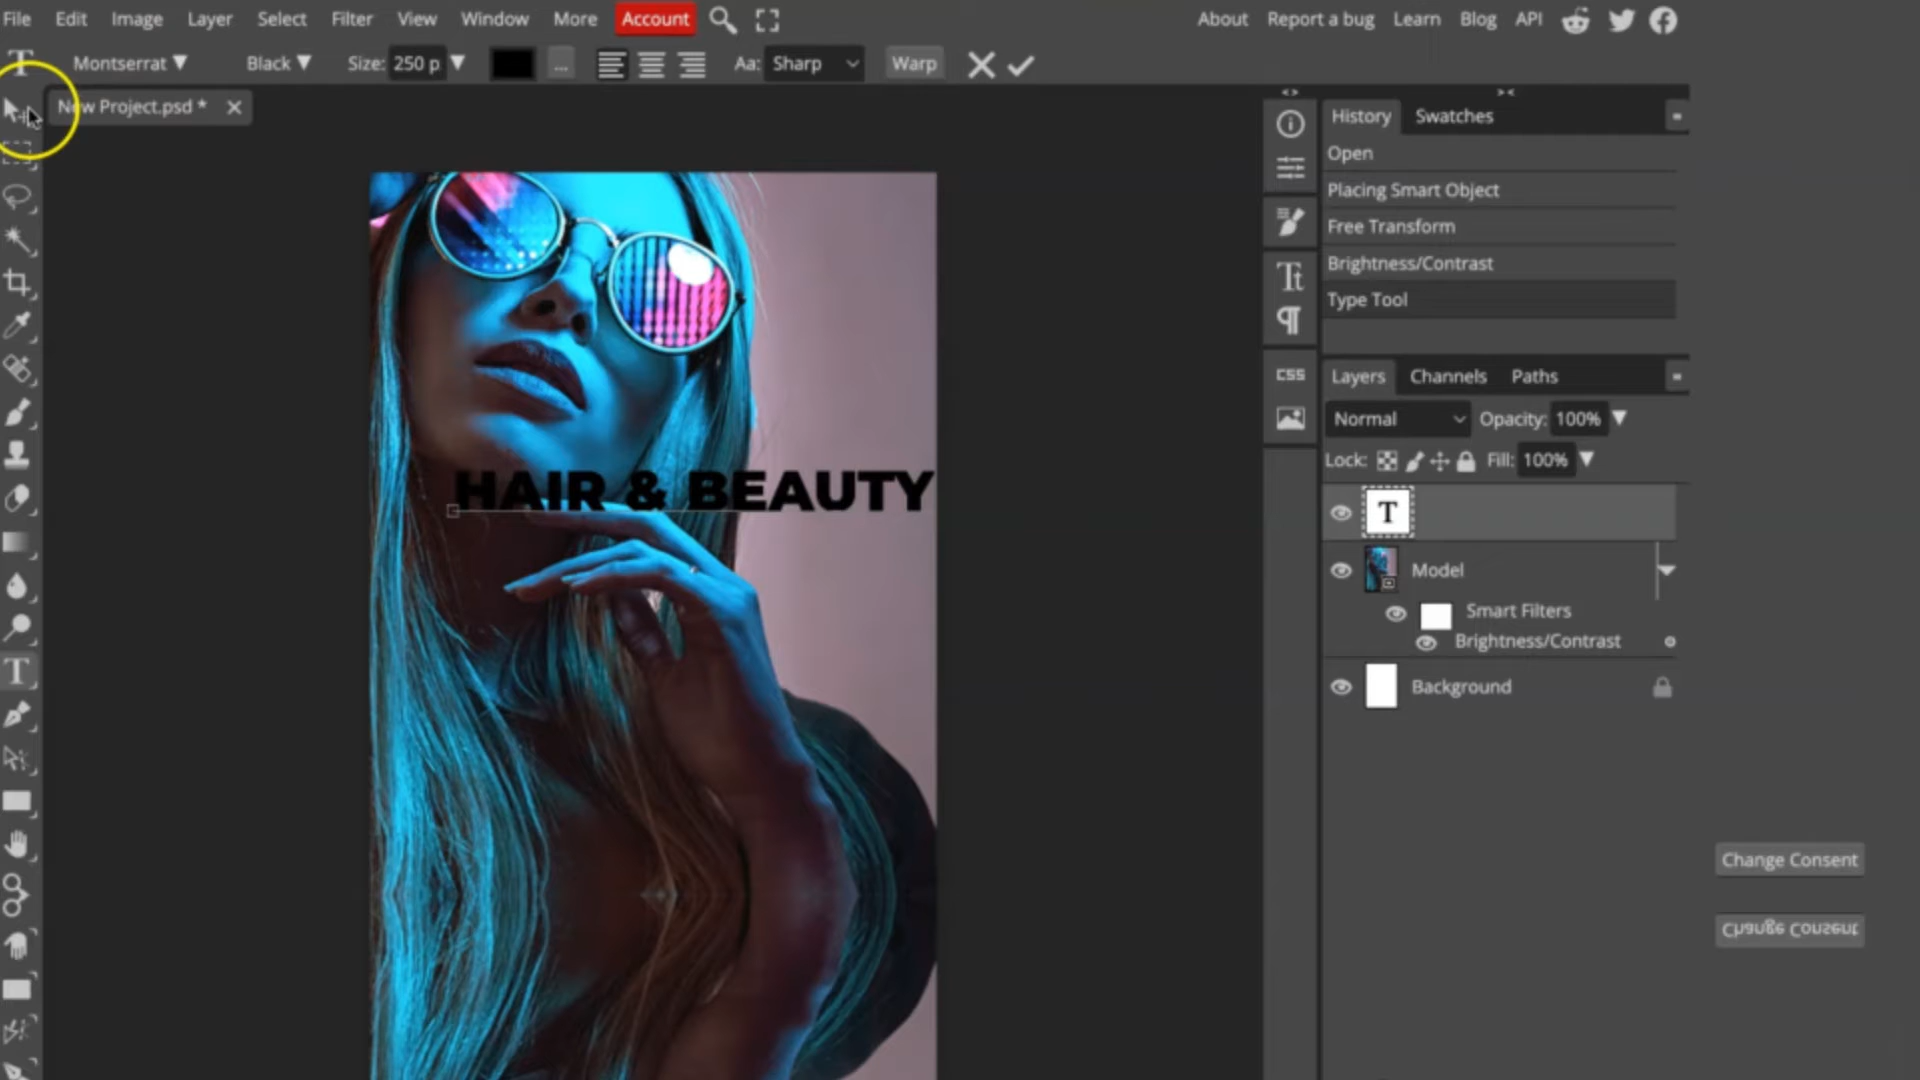 File Edit Image Layer Select Filter View Window More Account About Report a bug Learn Blog API
T Montserrat ▼ Black ▼ Size: 250 p ▼ ... Aa: Sharp Warp
New Project.psd *
History Swatches
Open
Placing Smart Object
Free Transform
Brightness/Contrast
Type Tool
Tt
¶
CSS
Layers Channels Paths
Normal Opacity: 100% ▼
Lock: Fill: 100% ▼
HAIR & BEAUTY
T
Model
Smart Filters
Brightness/Contrast
T
Background
Change Consent
Change Consent